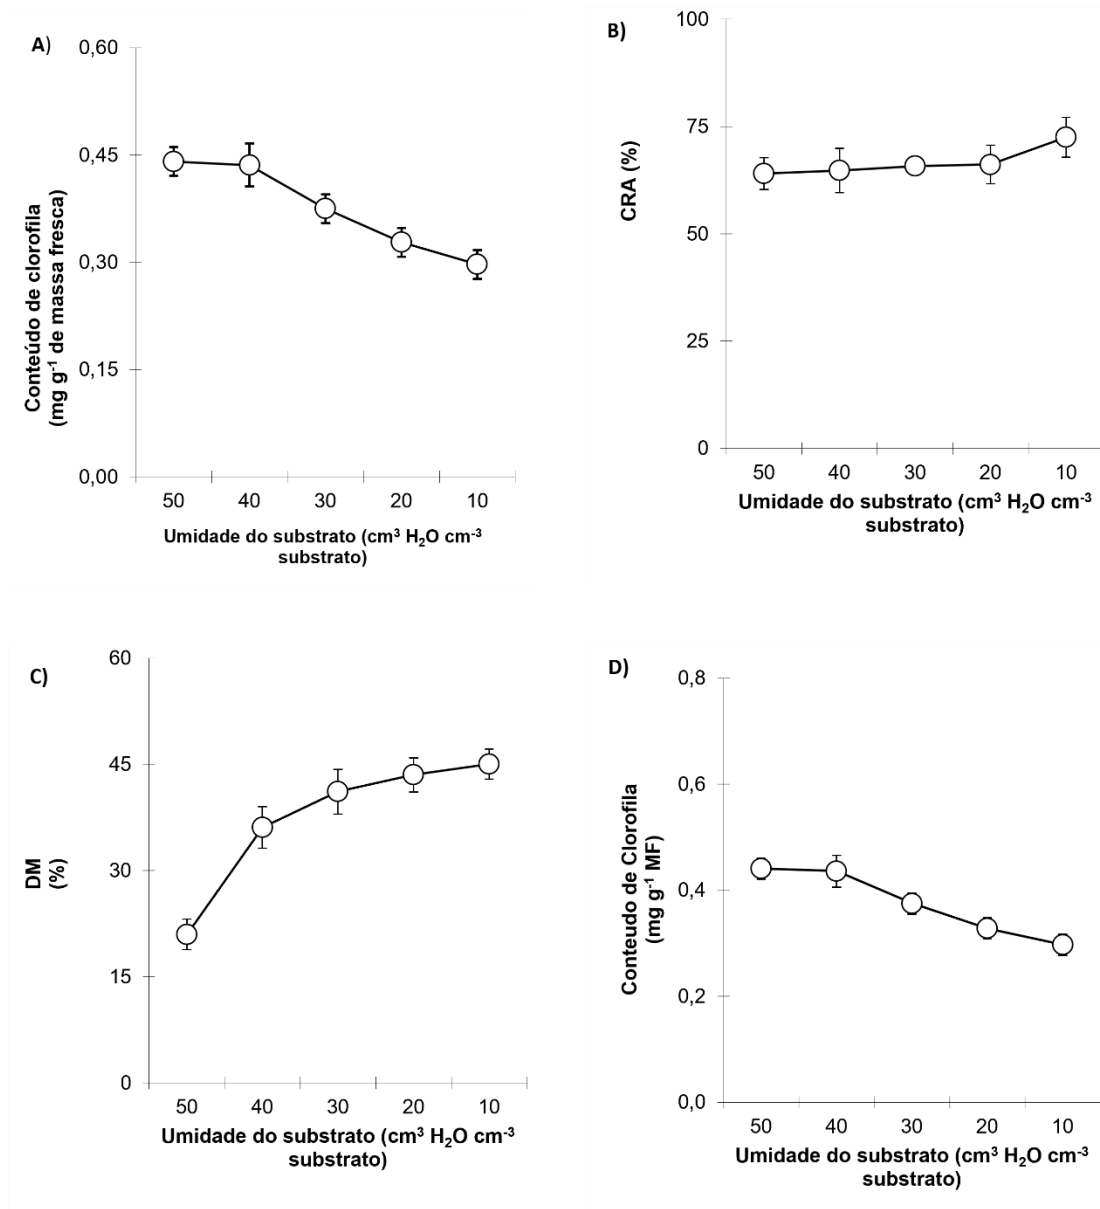 A)
0,60
0,45
0,30
0,15
0,00
Conteúdo de clorofila
(mg g⁻¹ de massa fresca)
50 40 30 20 10
Umidade do substrato (cm³ H₂O cm⁻³
substrato)
B)
100
75
50
25
0
CRA (%)
50 40 30 20 10
Umidade do substrato (cm³ H₂O cm⁻³
substrato)
C)
60
45
30
15
0
DM
(%)
50 40 30 20 10
Umidade do substrato (cm³ H₂O cm⁻³
substrato)
D)
0,8
0,6
0,4
0,2
0,0
Conteudo de Clorofila
(mg g⁻¹ MF)
50 40 30 20 10
Umidade do substrato (cm³ H₂O cm⁻³
substrato)